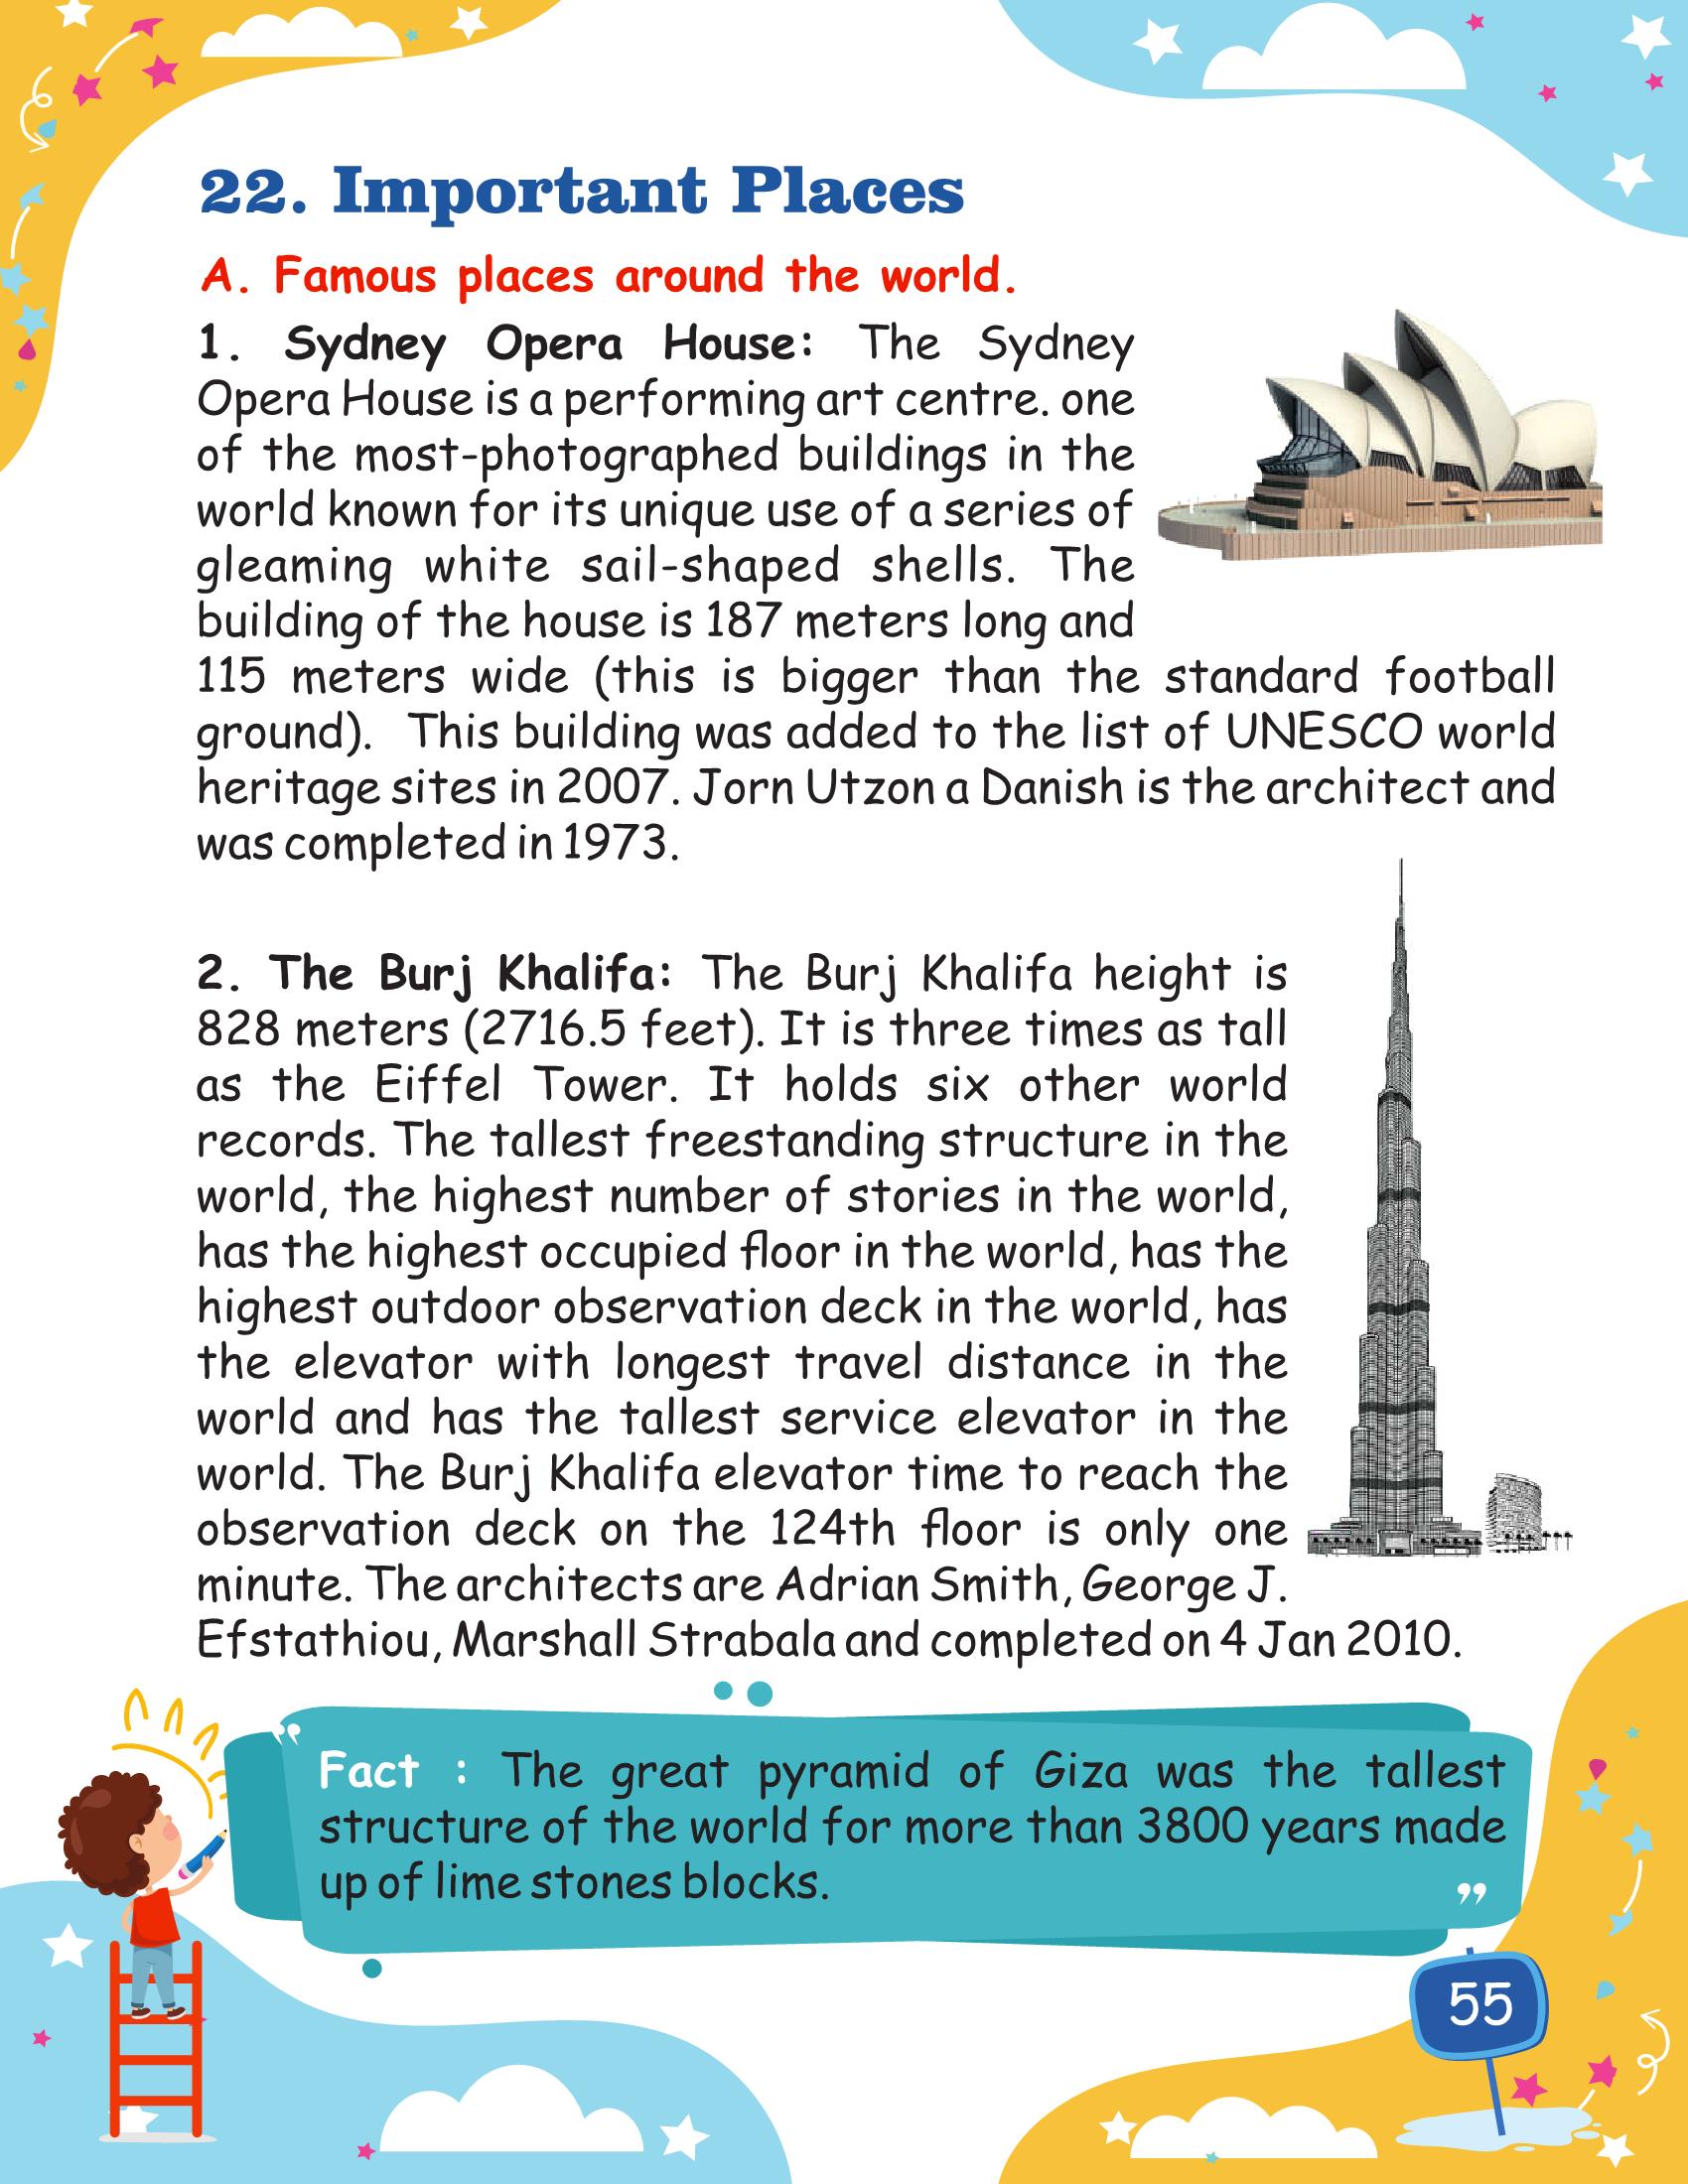 22. Important Places
A. Famous places around the world.
1. Sydney Opera House: The Sydney
Opera House is a performing art centre. one
of the most-photographed buildings in the
world known for its unique use of a series of
gleaming white sail-shaped shells. The
building of the house is 187 meters long and
115 meters wide (this is bigger than the standard football
ground). This building was added to the list of UNESCO world
heritage sites in 2007. Jorn Utzon a Danish is the architect and
was completed in 1973.
2. The Burj Khalifa: The Burj Khalifa height is
828 meters (2716.5 feet). It is three times as tall
as the Eiffel Tower. It holds six other world
records. The tallest freestanding structure in the
world, the highest number of stories in the world,
has the highest occupied floor in the world, has the
highest outdoor observation deck in the world, has
the elevator with longest travel distance in the
world and has the tallest service elevator in the
world. The Burj Khalifa elevator time to reach the
observation deck on the 124th floor is only one
minute. The architects are Adrian Smith, George J.
Efstathiou, Marshall Strabala and completed on 4 Jan 2010.
" Fact : The great pyramid of Giza was the tallest
structure of the world for more than 3800 years made
up of lime stones blocks. "
55